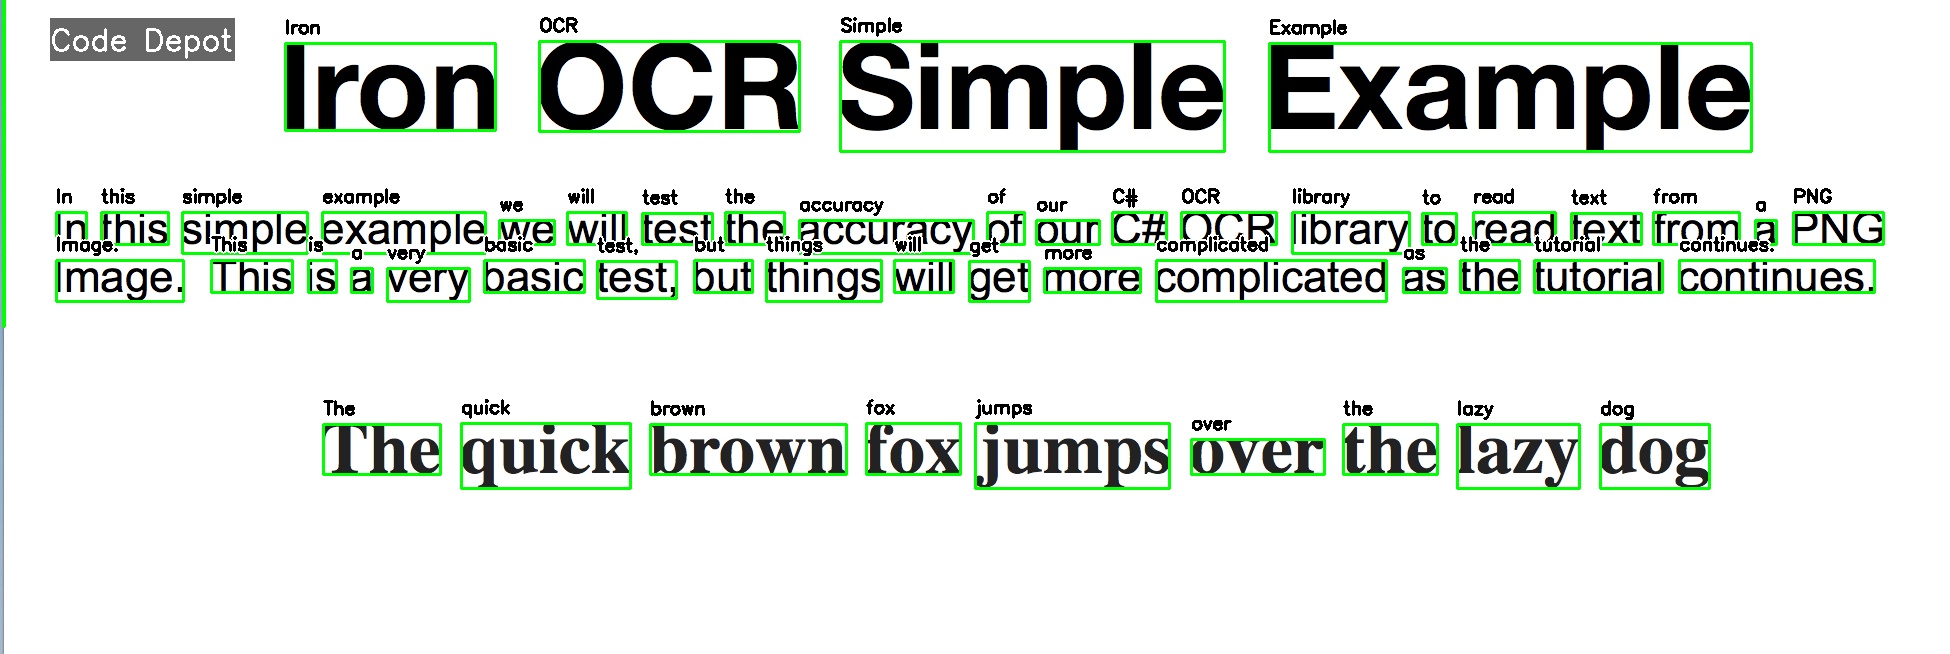 Code Depot
Iron OCR Simple Example
Iron OCR Simple Example
In this simple example we will test the accuracy of our C# OCR library to read text from a PNG
In this simple example we will test the accuracy of our C# OCR library to read text from a PNG
Image. This is a very basic test, but things will get more complicated as the tutorial continues.
Image. This is a very basic test, but things will get more complicated as the tutorial continues.
The quick brown fox jumps over the lazy dog
The quick brown fox jumps over the lazy dog